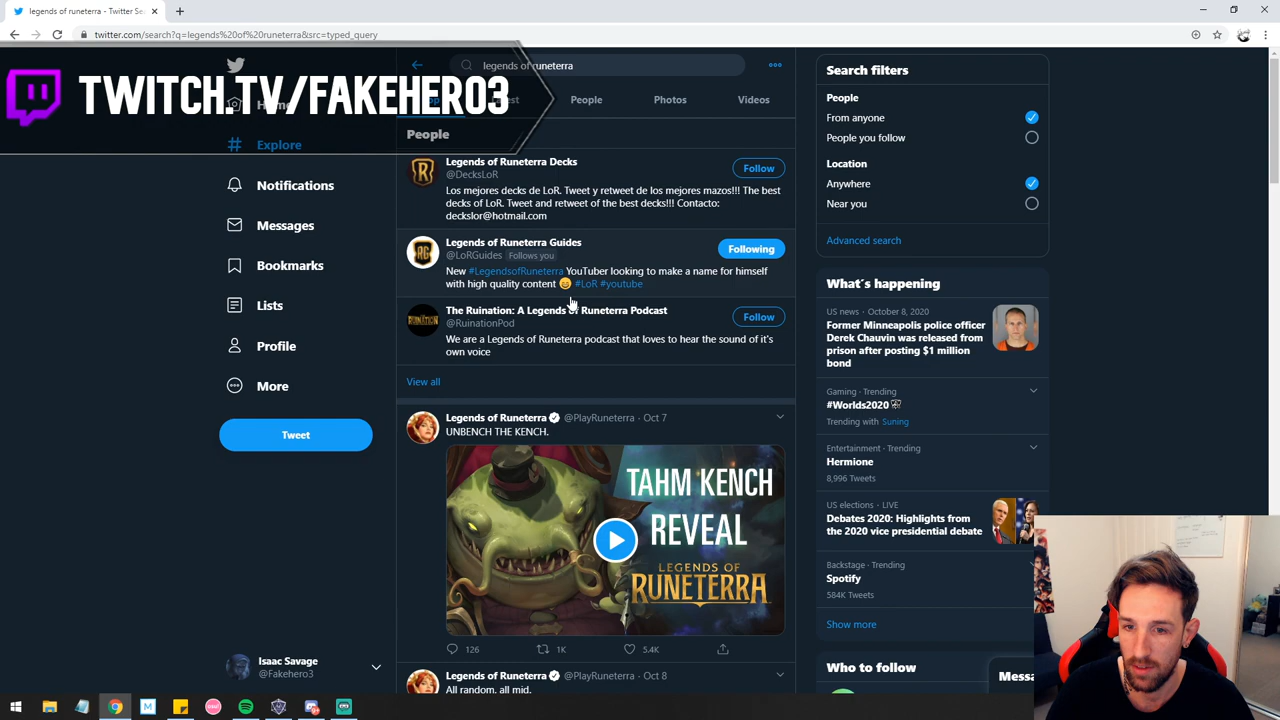 legends of runeterra - Twitter Sea
twitter.com/search?q=legends%20of%20runeterra&src=typed_query
TWITCH.TV/FAKEHERO3
legends of runeterra
People
Photos
Videos
Explore
Notifications
Messages
Bookmarks
Lists
Profile
More
Tweet
Isaac Savage
@Fakehero3
People
Legends of Runeterra Decks
@DecksLoR
Follow
Los mejores decks de LoR. Tweet y retweet de los mejores mazos!!! The best
decks of LoR. Tweet and retweet of the best decks!!! Contacto:
deckslor@hotmail.com
Legends of Runeterra Guides
@LoRGuides Follows you
Following
New #LegendsofRuneterra YouTuber looking to make a name for himself
with high quality content 😀 #LoR #youtube
The Ruination: A Legends of Runeterra Podcast
@RuinationPod
Follow
We are a Legends of Runeterra podcast that loves to hear the sound of it's
own voice
View all
Legends of Runeterra @PlayRuneterra · Oct 7
UNBENCH THE KENCH.
TAHM KENCH
REVEAL
LEGENDS OF
RUNETERRA
126
1K
5.4K
Legends of Runeterra @PlayRuneterra · Oct 8
All random, all mid.
Search filters
People
From anyone
People you follow
Location
Anywhere
Near you
Advanced search
What's happening
US news · October 8, 2020
Former Minneapolis police officer
Derek Chauvin was released from
prison after posting $1 million
bond
Gaming · Trending
#Worlds2020
Trending with Suning
Entertainment · Trending
Hermione
8,996 Tweets
US elections · LIVE
Debates 2020: Highlights from
the 2020 vice presidential debate
Backstage · Trending
Spotify
584K Tweets
Show more
Who to follow
Messa